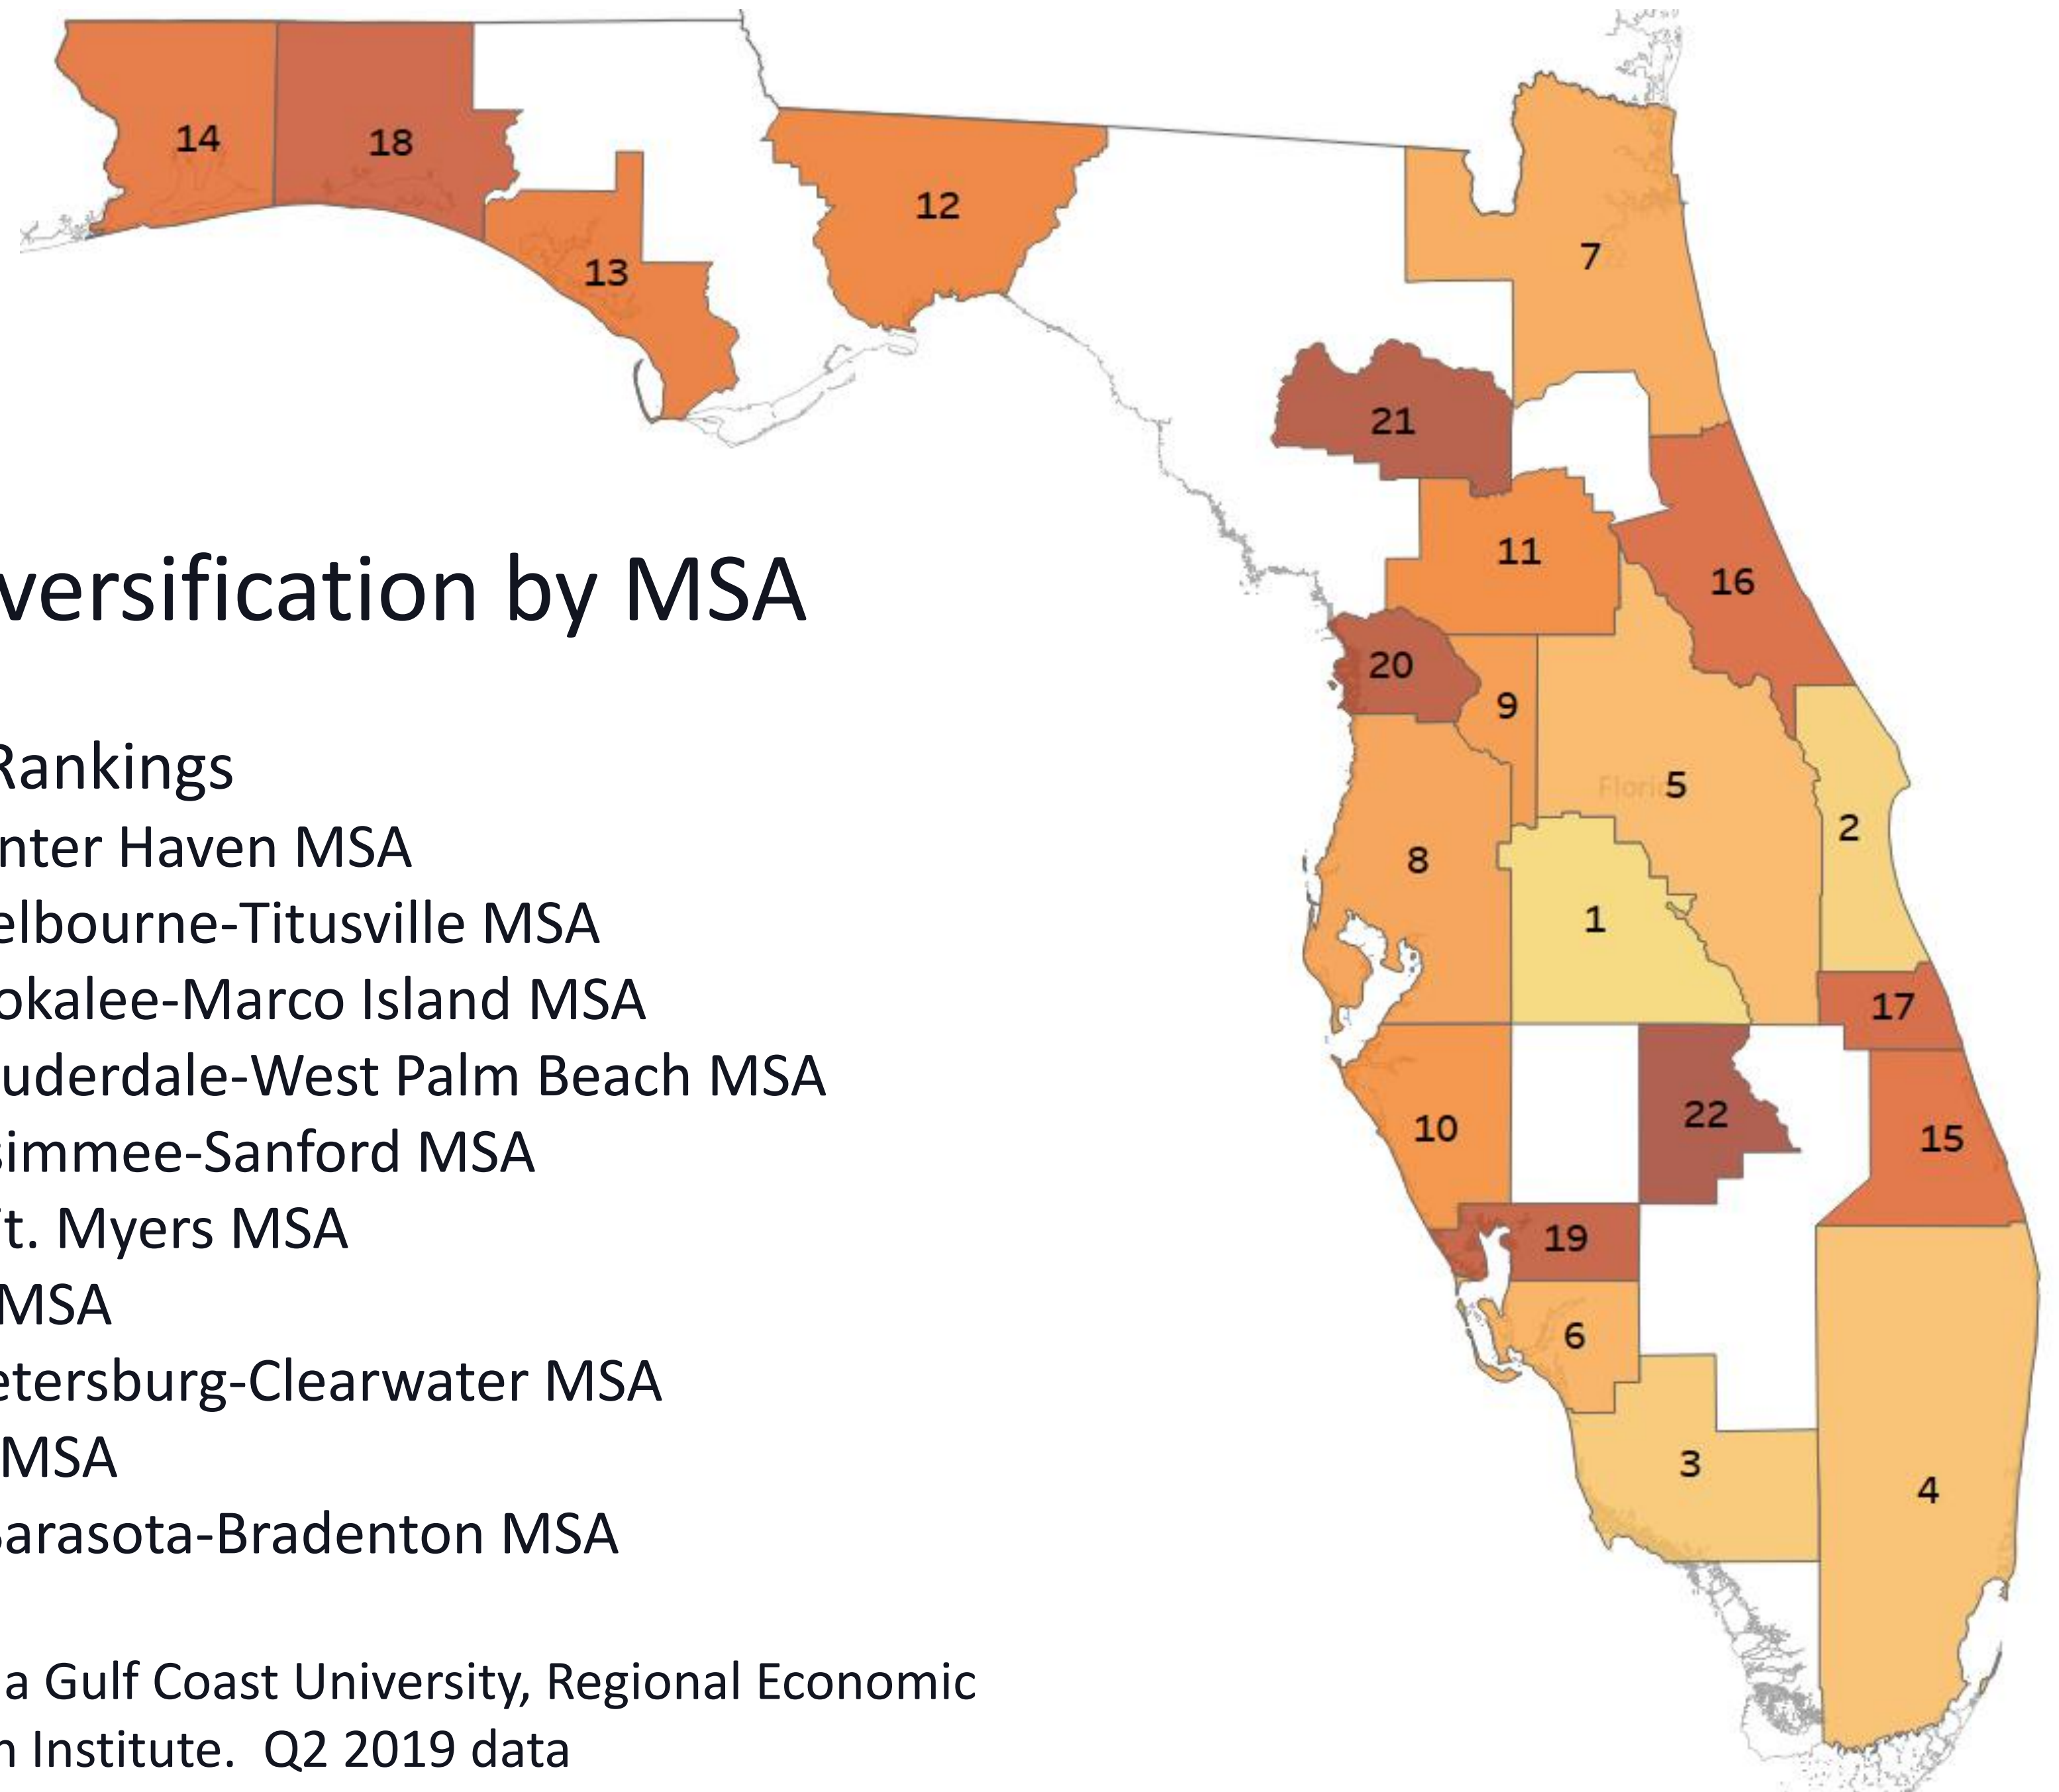 14
18
12
13
7
21
11
16
20
9
5
2
8
1
17
10
22
15
19
6
3
4
versification by MSA
Rankings
nter Haven MSA
elbourne-Titusville MSA
okalee-Marco Island MSA
uderdale-West Palm Beach MSA
simmee-Sanford MSA
t. Myers MSA
MSA
etersburg-Clearwater MSA
MSA
Sarasota-Bradenton MSA
a Gulf Coast University, Regional Economic
n Institute. Q2 2019 data